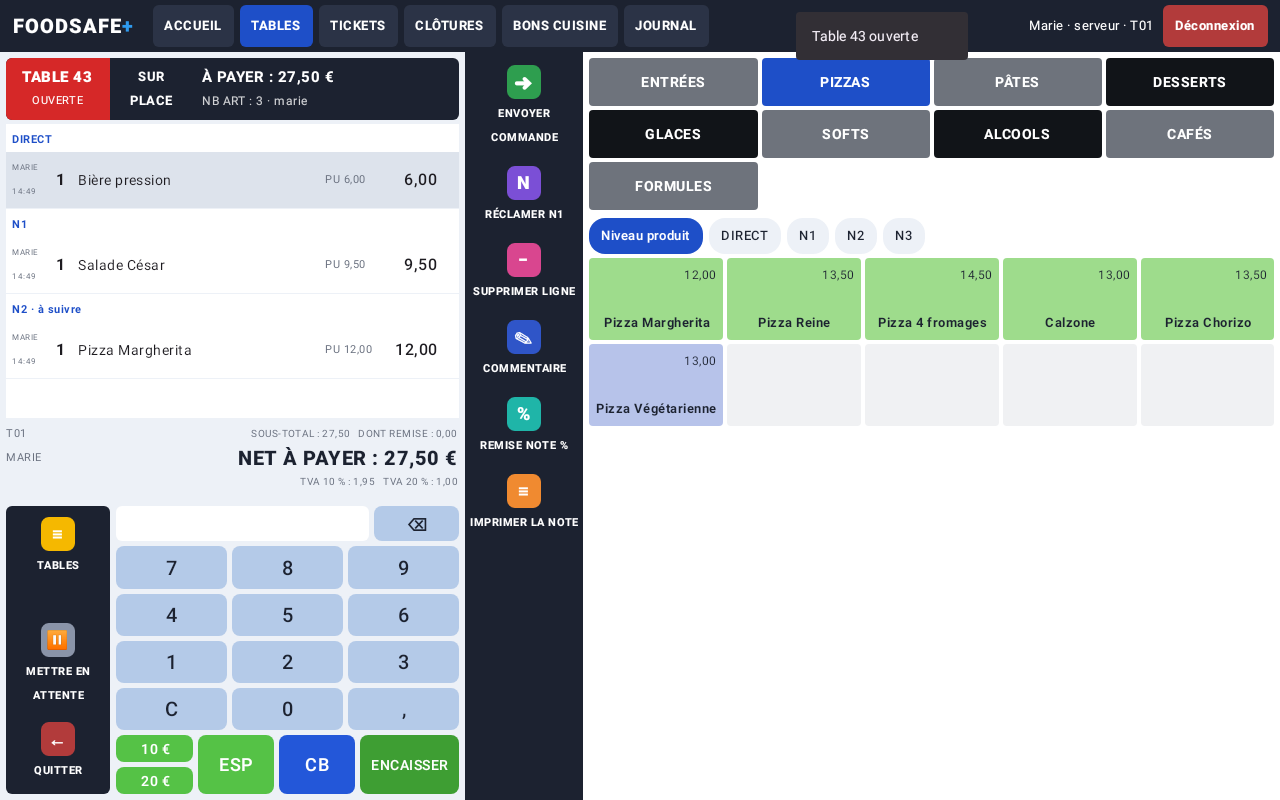 FOODSAFE+
ACCUEIL
TABLES
TICKETS
CLÔTURES
BONS CUISINE
JOURNAL
Table 43 ouverte
Marie · serveur · T01
Déconnexion
TABLE 43
OUVERTE
SUR
PLACE
À PAYER : 27,50 €
NB ART : 3 · marie
DIRECT
MARIE
14:49
1 Bière pression PU 6,00 6,00
N1
MARIE
14:49
1 Salade César PU 9,50 9,50
N2 · à suivre
MARIE
14:49
1 Pizza Margherita PU 12,00 12,00
T01
SOUS-TOTAL : 27,50 DONT REMISE : 0,00
MARIE
NET À PAYER : 27,50 €
TVA 10 % : 1,95 TVA 20 % : 1,00
TABLES
METTRE EN
ATTENTE
←
QUITTER
⌫
7 8 9
4 5 6
1 2 3
C 0 ,
10 €
20 €
ESP
CB
ENCAISSER
ENVOYER
COMMANDE
N
RÉCLAMER N1
−
SUPPRIMER LIGNE
COMMENTAIRE
%
REMISE NOTE %
IMPRIMER LA NOTE
ENTRÉES
PIZZAS
PÂTES
DESSERTS
GLACES
SOFTS
ALCOOLS
CAFÉS
FORMULES
Niveau produit
DIRECT
N1
N2
N3
12,00
Pizza Margherita
13,50
Pizza Reine
14,50
Pizza 4 fromages
13,00
Calzone
13,50
Pizza Chorizo
13,00
Pizza Végétarienne